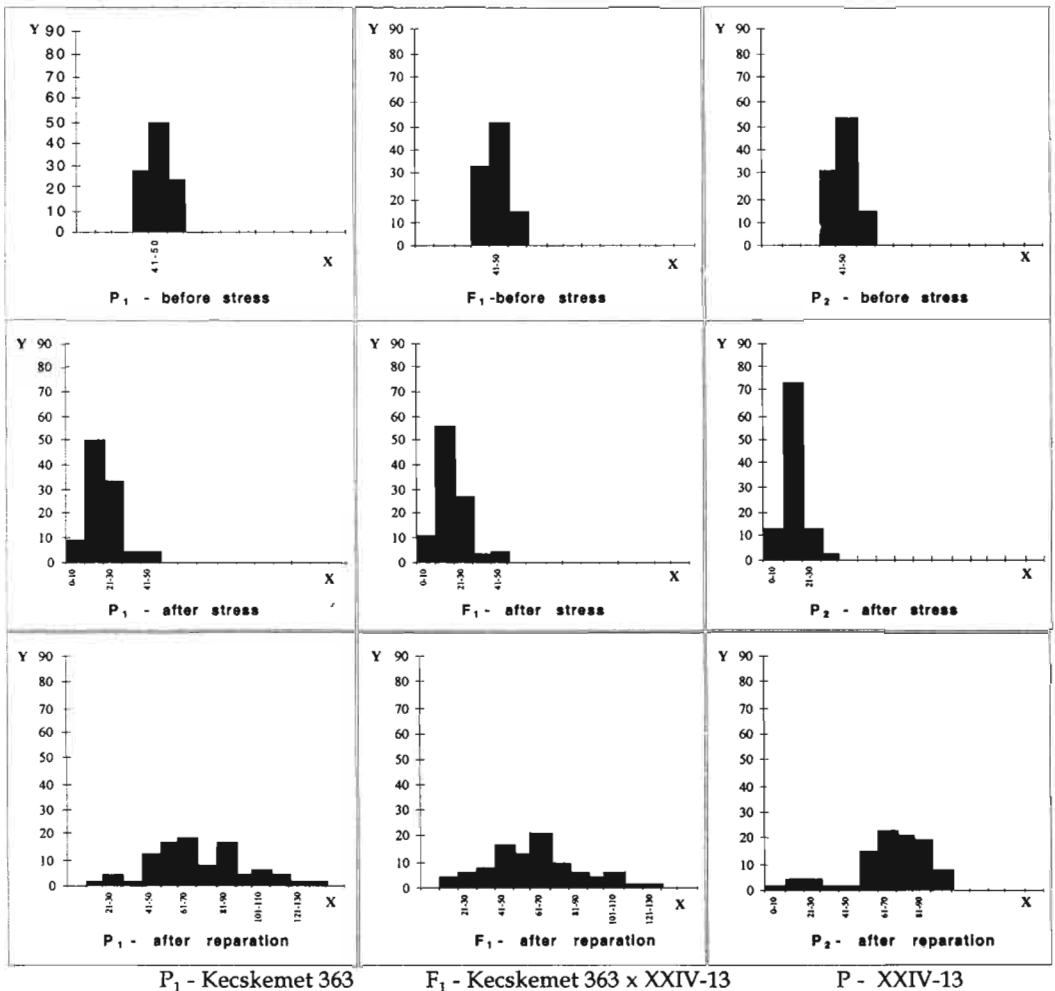 Y 90 80 70 60 50 40 30 20 10 0
41-50
X
P₁ - before stress
Y 90 80 70 60 50 40 30 20 10 0
41-50
X
F₁-before stress
Y 90 80 70 60 50 40 30 20 10 0
41-50
X
P₂ - before stress
Y 90 80 70 60 50 40 30 20 10 0
0-10 21-30 41-50
X
P₁ - after stress
Y 90 80 70 60 50 40 30 20 10 0
0-10 21-30 41-50
X
F₁ - after stress
Y 90 80 70 60 50 40 30 20 10 0
0-10 21-30
X
P₂ - after stress
Y 90 80 70 60 50 40 30 20 10 0
21-30 41-50 61-70 81-90 101-110 121-130
X
P₁ - after reparation
Y 90 80 70 60 50 40 30 20 10 0
21-30 41-50 61-70 81-90 101-110 121-130
X
F₁ - after reparation
Y 90 80 70 60 50 40 30 20 10 0
0-10 21-30 41-50 61-70 81-90
X
P₂ - after reparation
P₁ - Kecskemet 363 F₁ - Kecskemet 363 x XXIV-13 P - XXIV-13